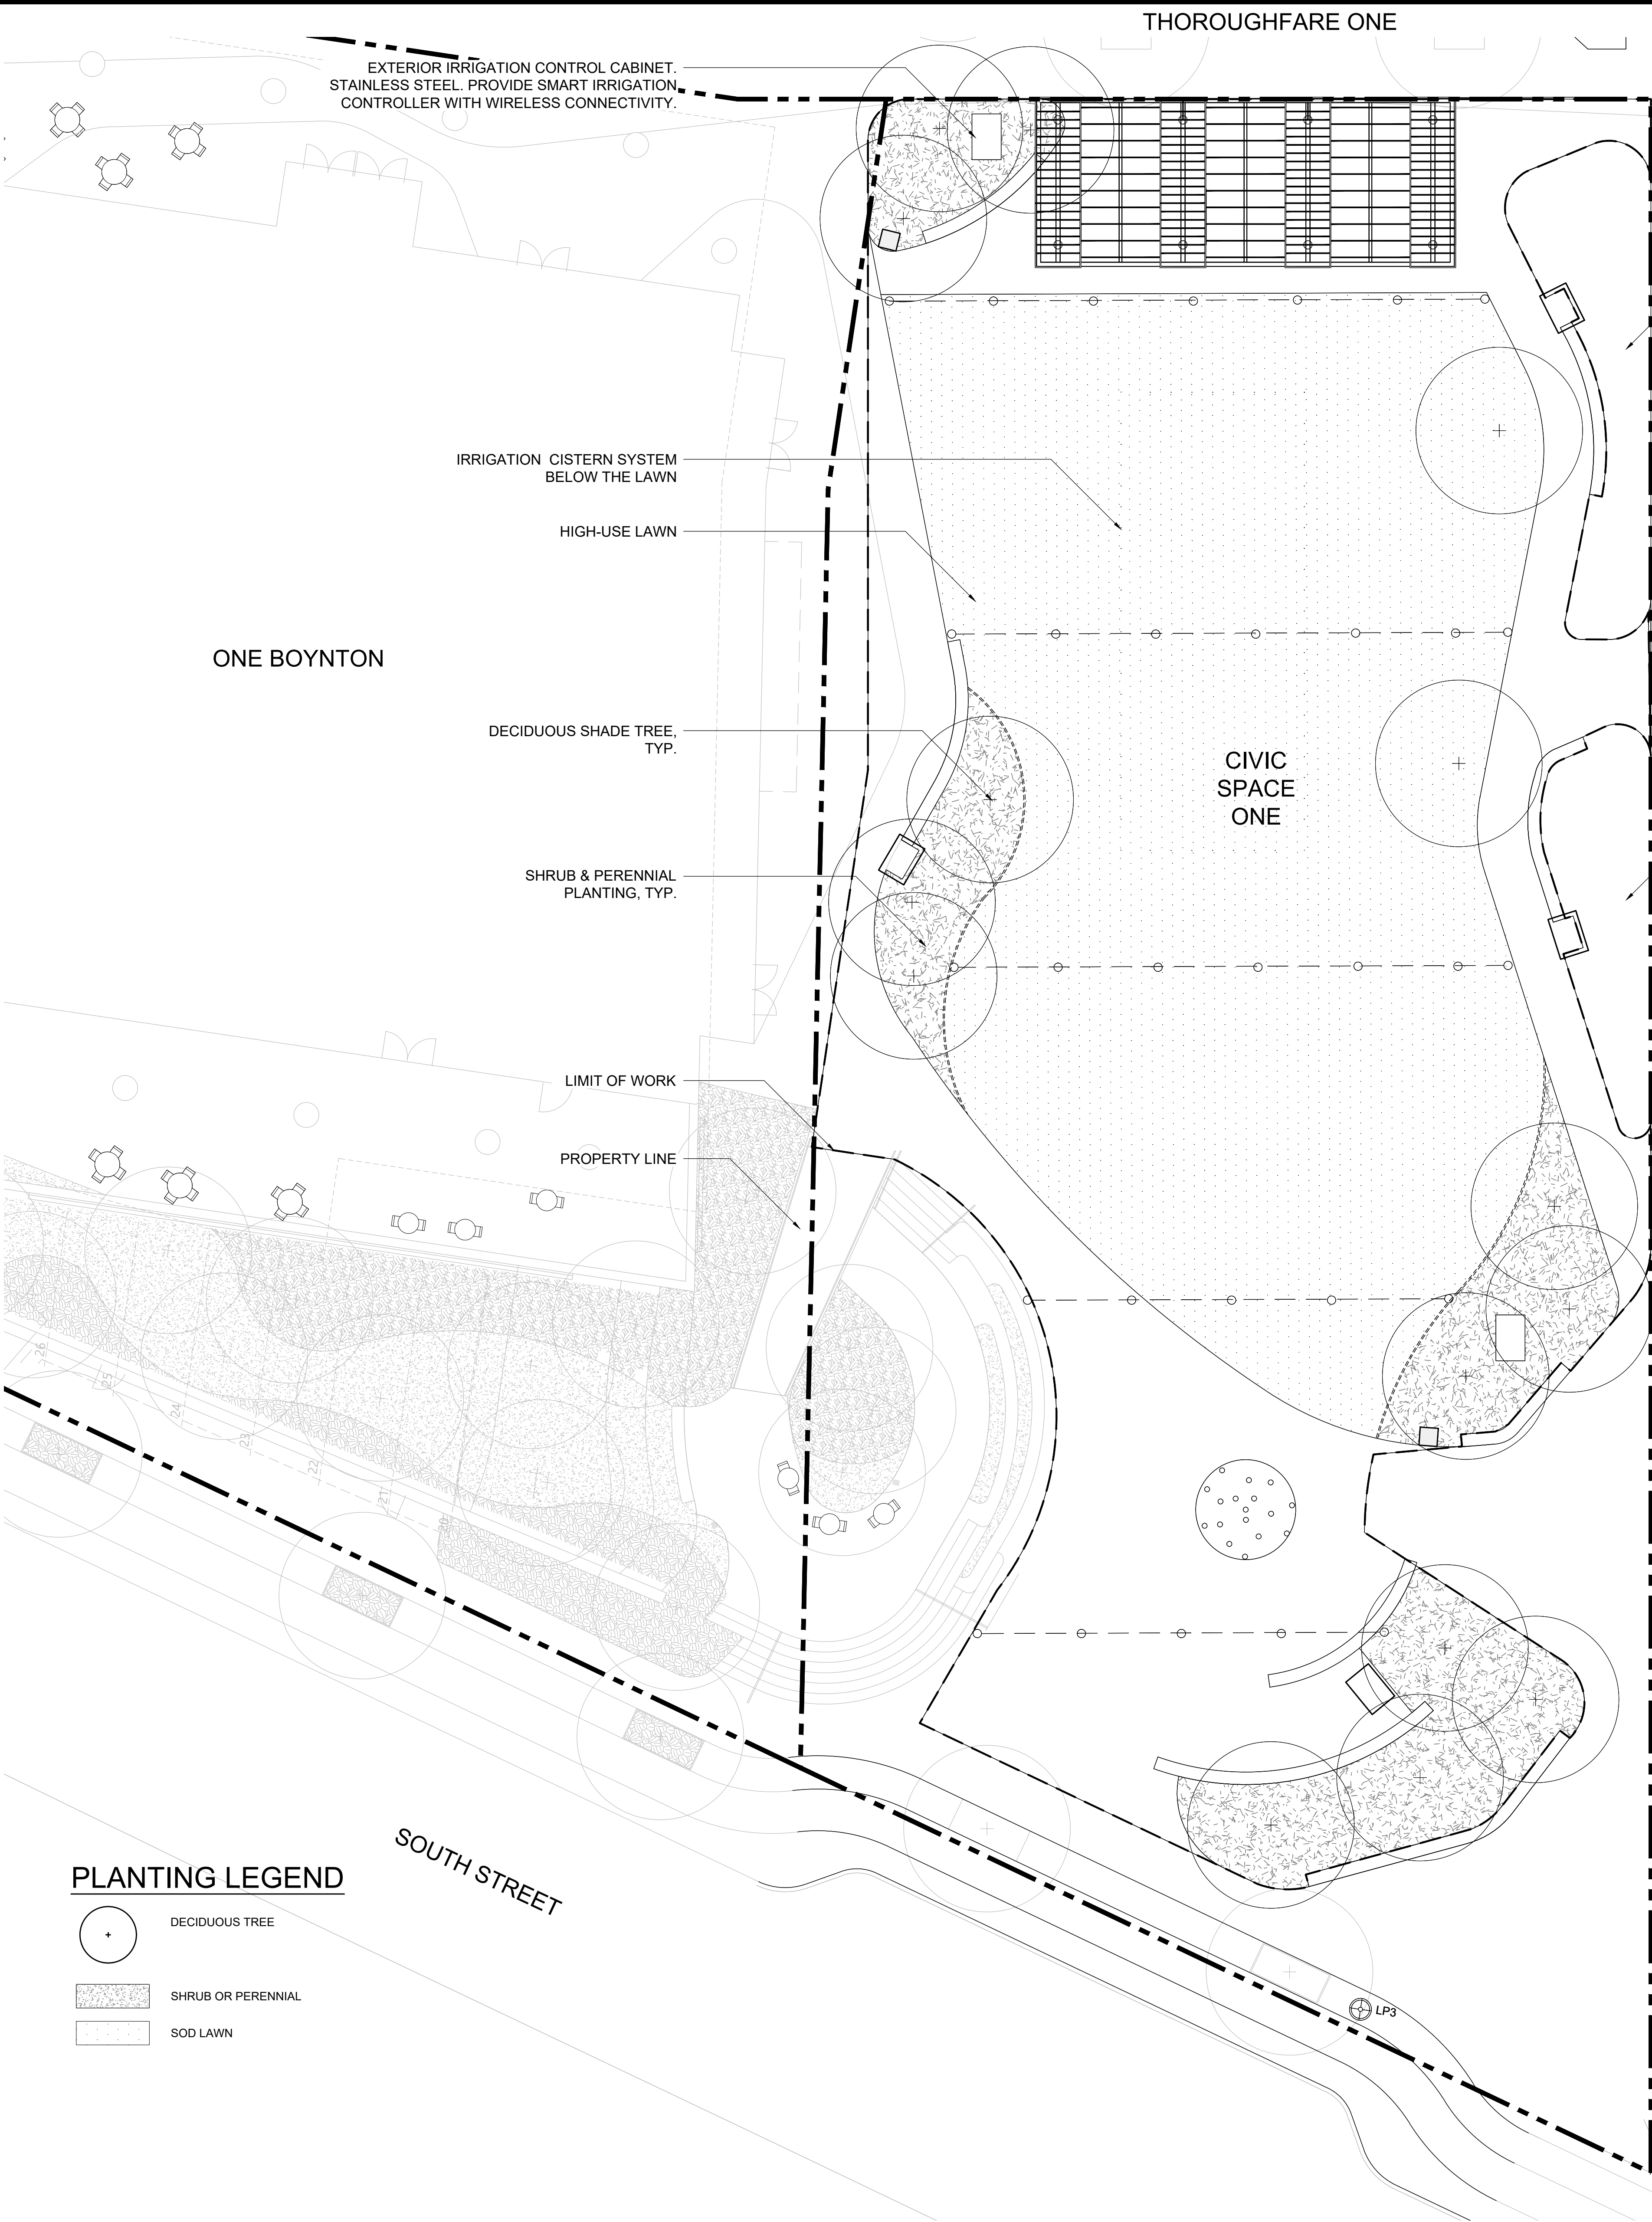 THOROUGHFARE ONE
EXTERIOR IRRIGATION CONTROL CABINET.
STAINLESS STEEL. PROVIDE SMART IRRIGATION
CONTROLLER WITH WIRELESS CONNECTIVITY.
IRRIGATION CISTERN SYSTEM
BELOW THE LAWN
HIGH-USE LAWN
ONE BOYNTON
DECIDUOUS SHADE TREE,
TYP.
CIVIC
SPACE
ONE
SHRUB & PERENNIAL
PLANTING, TYP.
LIMIT OF WORK
PROPERTY LINE
26
25
24
23
22
21
20
SOUTH STREET
PLANTING LEGEND
DECIDUOUS TREE
SHRUB OR PERENNIAL
SOD LAWN
LP3